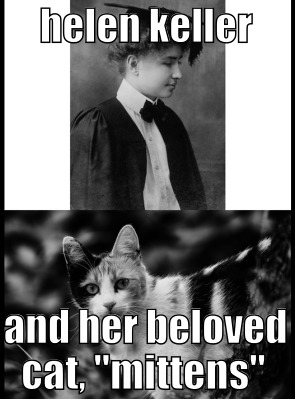 helen keller
and her beloved
cat, "mittens"